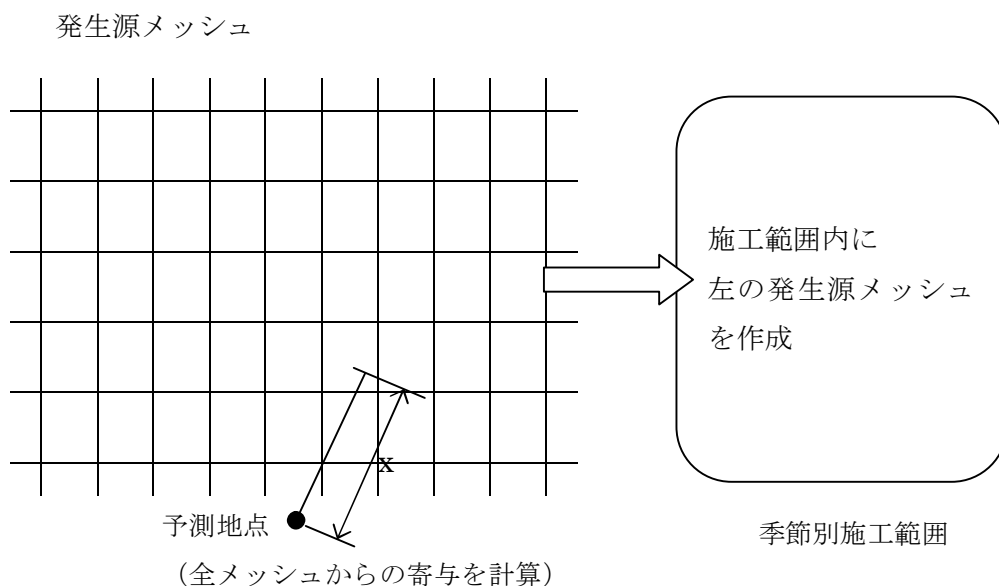 発生源メッシュ
施工範囲内に
左の発生源メッシュ
を作成
x
予測地点
(全メッシュからの寄与を計算)
季節別施工範囲